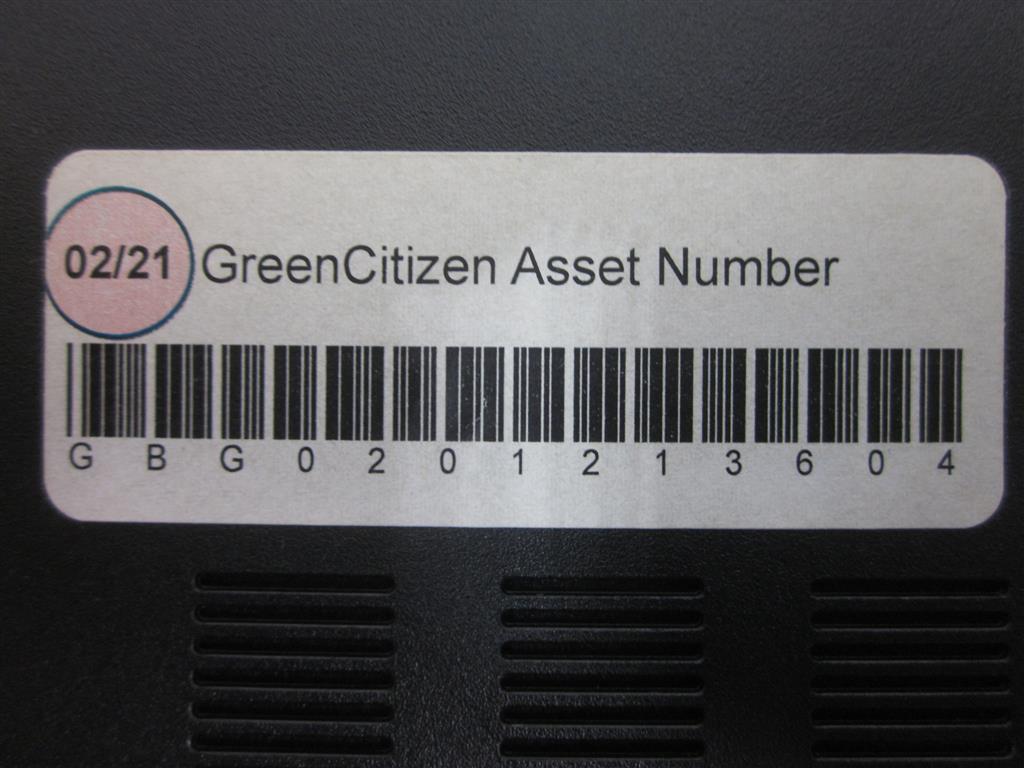 02/21 GreenCitizen Asset Number
G B G 0 2 0 1 2 1 3 6 0 4